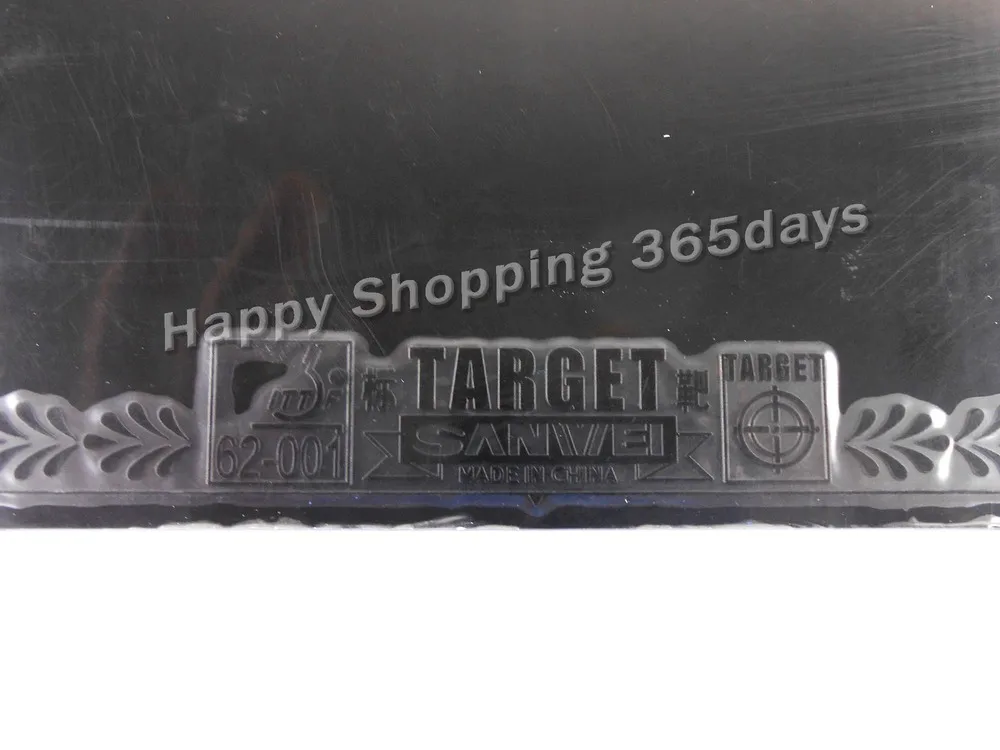 Happy Shopping 365days
ITTF
62-001
标 TARGET 靶
SANWEI
MADE IN CHINA
TARGET